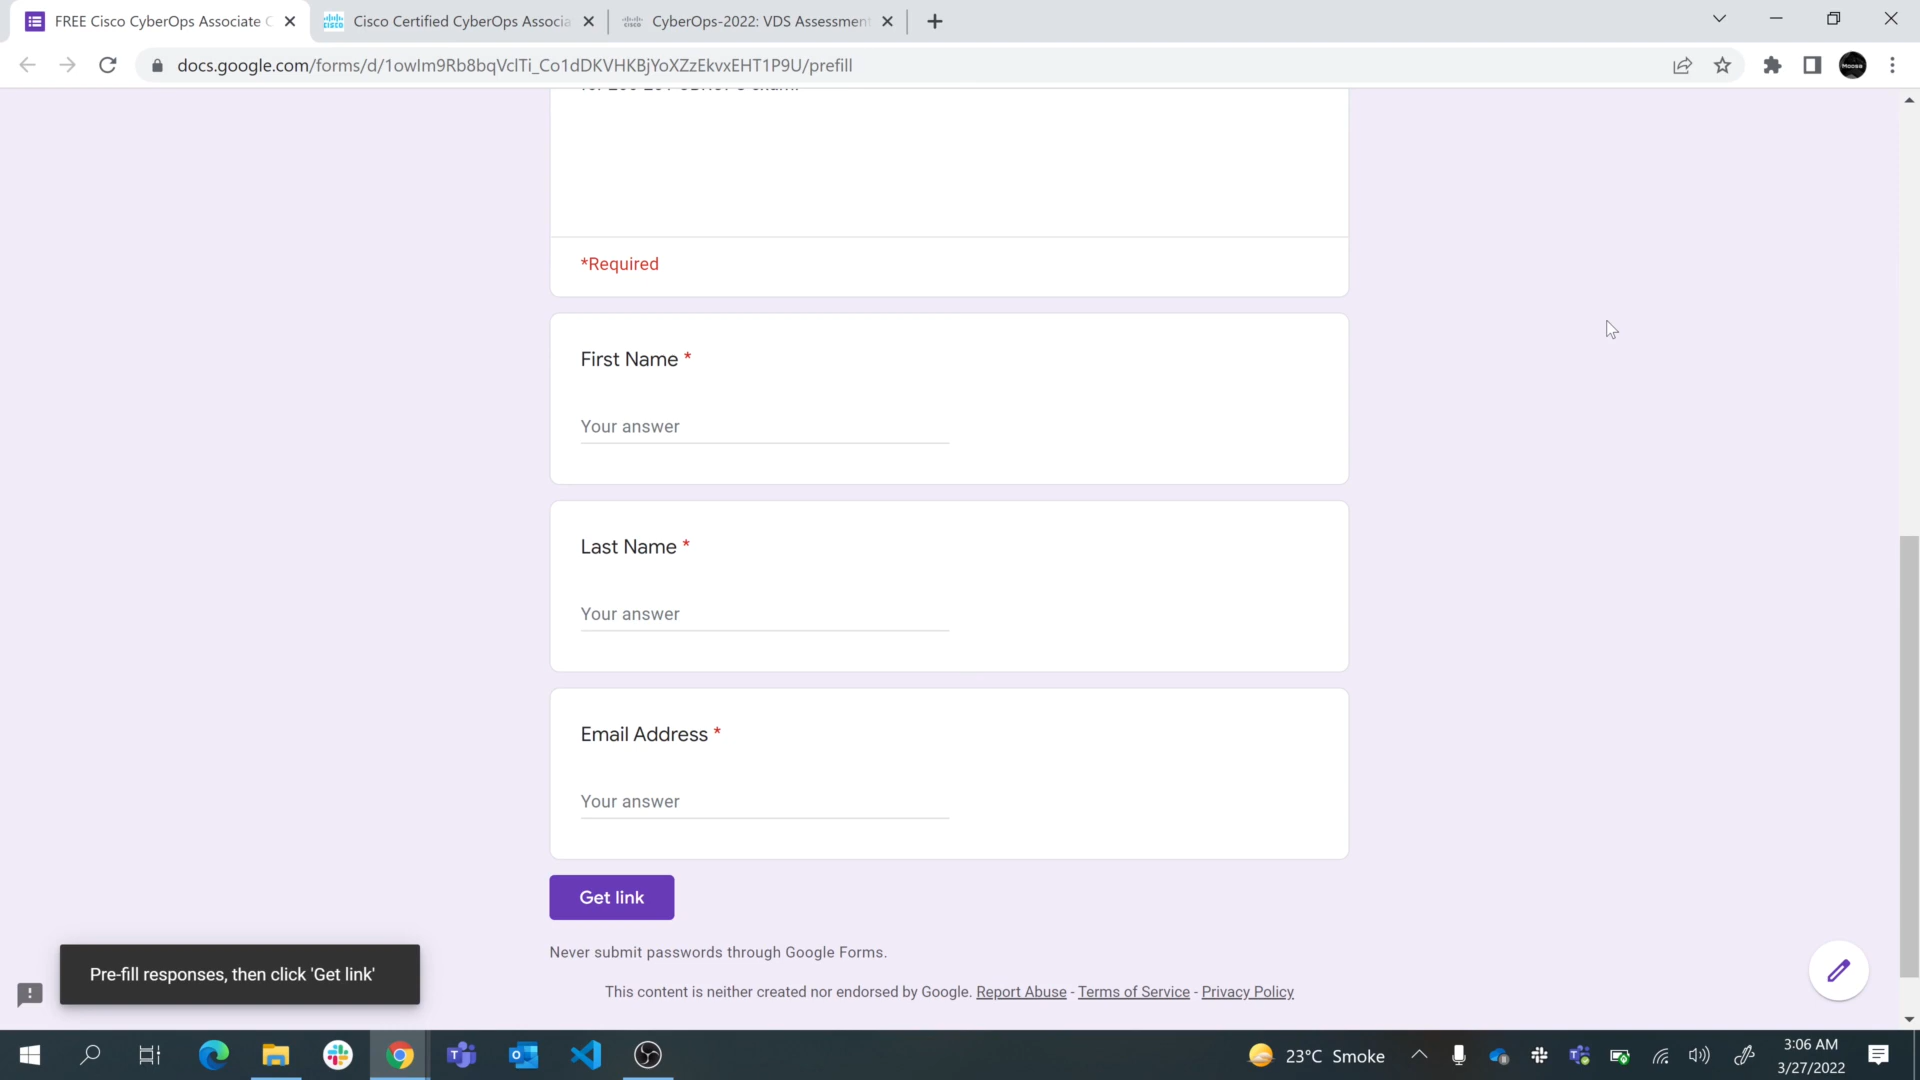 FREE Cisco CyberOps Associate C
Cisco Certified CyberOps Associa
CyberOps-2022: VDS Assessment
docs.google.com/forms/d/1owIm9Rb8bqVclTi_Co1dDKVHKBjYoXZzEkvxEHT1P9U/prefill
Moosa
*Required
First Name *
Your answer
Last Name *
Your answer
Email Address *
Your answer
Get link
Never submit passwords through Google Forms.
Pre-fill responses, then click 'Get link'
This content is neither created nor endorsed by Google. Report Abuse - Terms of Service - Privacy Policy
23°C Smoke
3:06 AM
3/27/2022